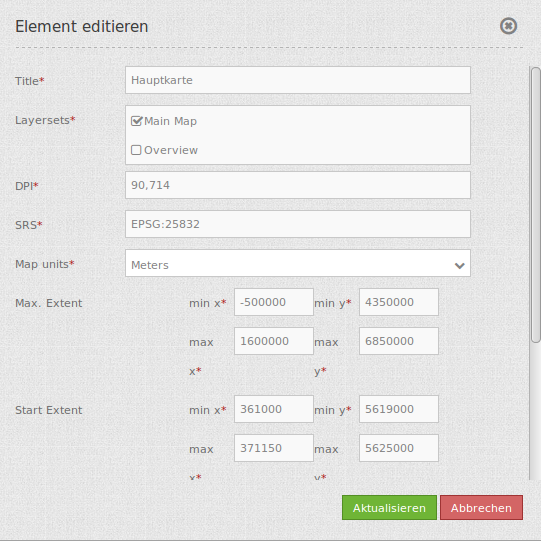 Element editieren
Title* Hauptkarte
Layersets* Main Map
Overview
DPI* 90,714
SRS* EPSG:25832
Map units* Meters
Max. Extent min x* -500000 min y* 4350000
max 1600000 max 6850000
x* y*
Start Extent min x* 361000 min y* 5619000
max 371150 max 5625000
x* y*
Aktualisieren Abbrechen